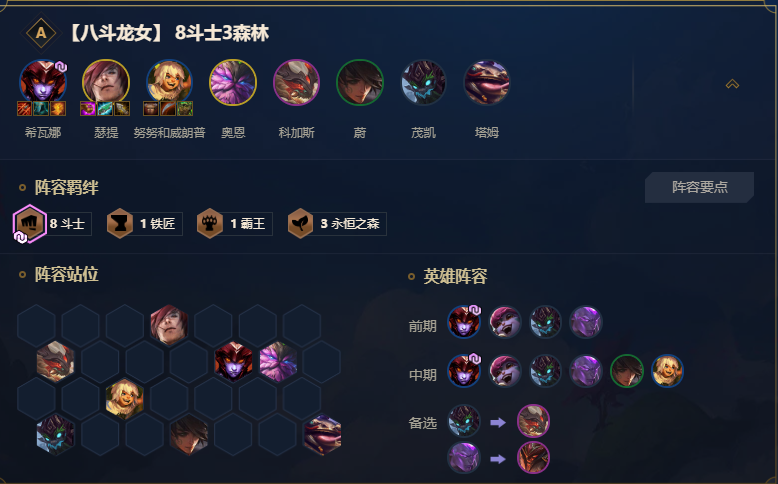 A 【八斗龙女】 8斗士3森林
希瓦娜 瑟提 努努和威朗普 奥恩 科加斯 蔚 茂凯 塔姆
阵容羁绊
阵容要点
8 斗士 1 铁匠 1 霸王 3 永恒之森
阵容站位
英雄阵容
前期
中期
备选